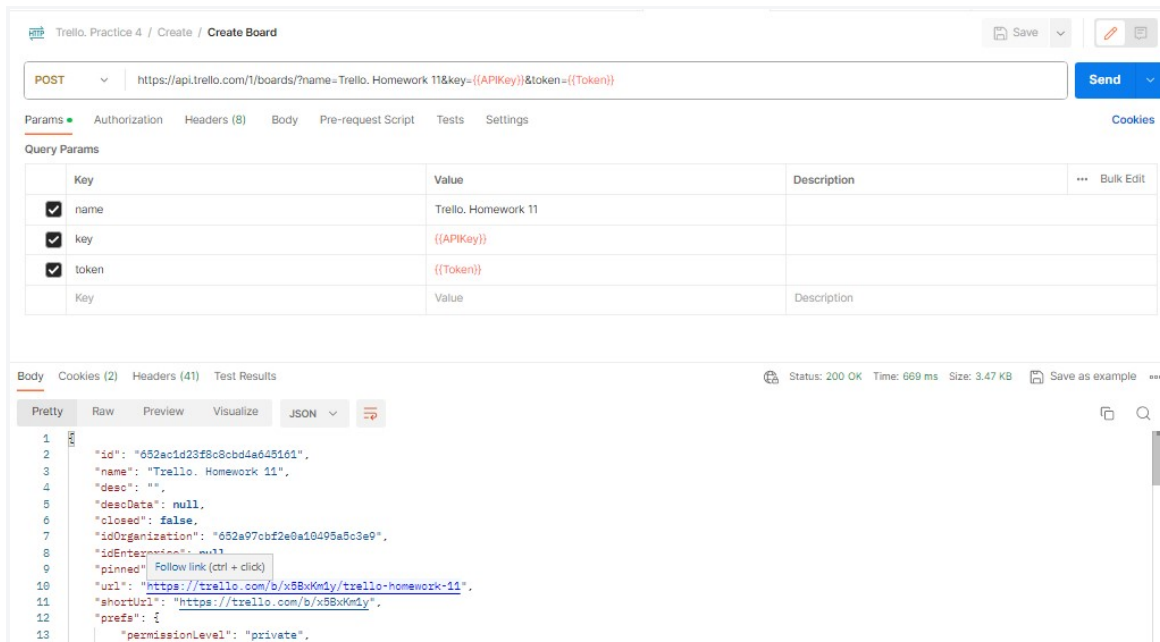 HTTP Trello. Practice 4 / Create / Create Board Save
POST https://api.trello.com/1/boards/?name=Trello. Homework 11&key={{APIKey}}&token={{Token}} Send
Params Authorization Headers (8) Body Pre-request Script Tests Settings Cookies
Query Params
Key Value Description ... Bulk Edit
name Trello. Homework 11
key {{APIKey}}
token {{Token}}
Key Value Description
Body Cookies (2) Headers (41) Test Results Status: 200 OK Time: 669 ms Size: 3.47 KB Save as example
Pretty Raw Preview Visualize JSON
1 {
2 "id": "652ac1d23f8c8cbd4a645161",
3 "name": "Trello. Homework 11",
4 "desc": "",
5 "descData": null,
6 "closed": false,
7 "idOrganization": "652a97cbf2e0a10495a5c3e9",
8 "idEnterprise": null,
9 "pinned" Follow link (ctrl + click)
10 "url": "https://trello.com/b/x5BxKm1y/trello-homework-11",
11 "shortUrl": "https://trello.com/b/x5BxKm1y",
12 "prefs": {
13 "permissionLevel": "private",